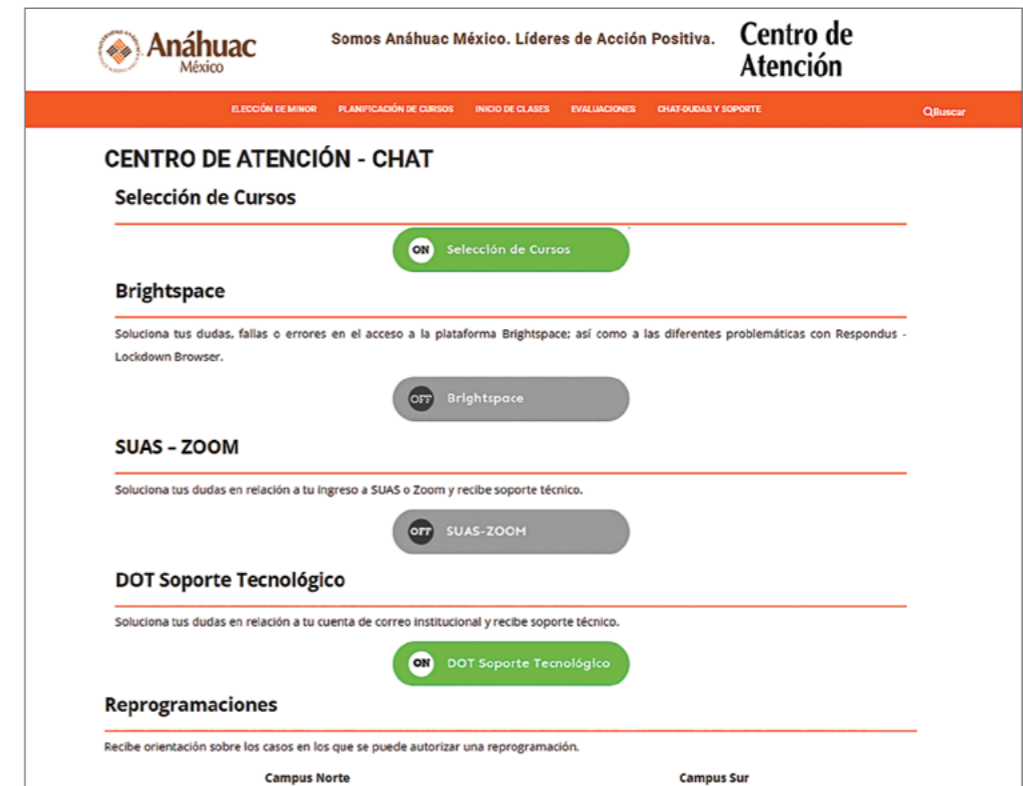 Anáhuac
México
Somos Anáhuac México. Líderes de Acción Positiva.
Centro de
Atención
ELECCIÓN DE MINOR PLANIFICACIÓN DE CURSOS INICIO DE CLASES EVALUACIONES CHAT-DUDAS Y SOPORTE Buscar
CENTRO DE ATENCIÓN - CHAT
Selección de Cursos
ON Selección de Cursos
Brightspace
Soluciona tus dudas, fallas o errores en el acceso a la plataforma Brightspace; así como a las diferentes problemáticas con Respondus -
Lockdown Browser.
OFF Brightspace
SUAS – ZOOM
Soluciona tus dudas en relación a tu ingreso a SUAS o Zoom y recibe soporte técnico.
OFF SUAS-ZOOM
DOT Soporte Tecnológico
Soluciona tus dudas en relación a tu cuenta de correo institucional y recibe soporte técnico.
ON DOT Soporte Tecnológico
Reprogramaciones
Recibe orientación sobre los casos en los que se puede autorizar una reprogramación.
Campus Norte Campus Sur